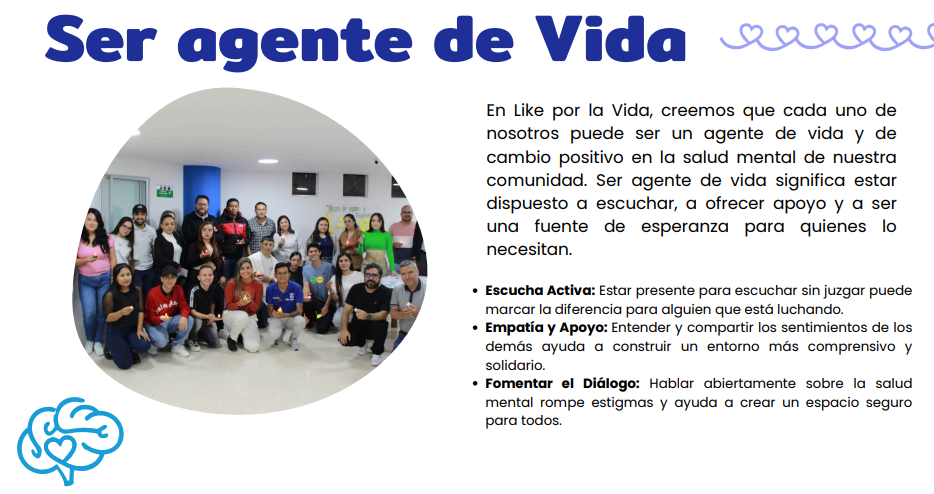 Ser agente de Vida
En Like por la Vida, creemos que cada uno de
nosotros puede ser un agente de vida y de
cambio positivo en la salud mental de nuestra
comunidad. Ser agente de vida significa estar
dispuesto a escuchar, a ofrecer apoyo y a ser
una fuente de esperanza para quienes lo
necesitan.
• Escucha Activa: Estar presente para escuchar sin juzgar puede
marcar la diferencia para alguien que está luchando.
• Empatía y Apoyo: Entender y compartir los sentimientos de los
demás ayuda a construir un entorno más comprensivo y
solidario.
• Fomentar el Diálogo: Hablar abiertamente sobre la salud
mental rompe estigmas y ayuda a crear un espacio seguro
para todos.